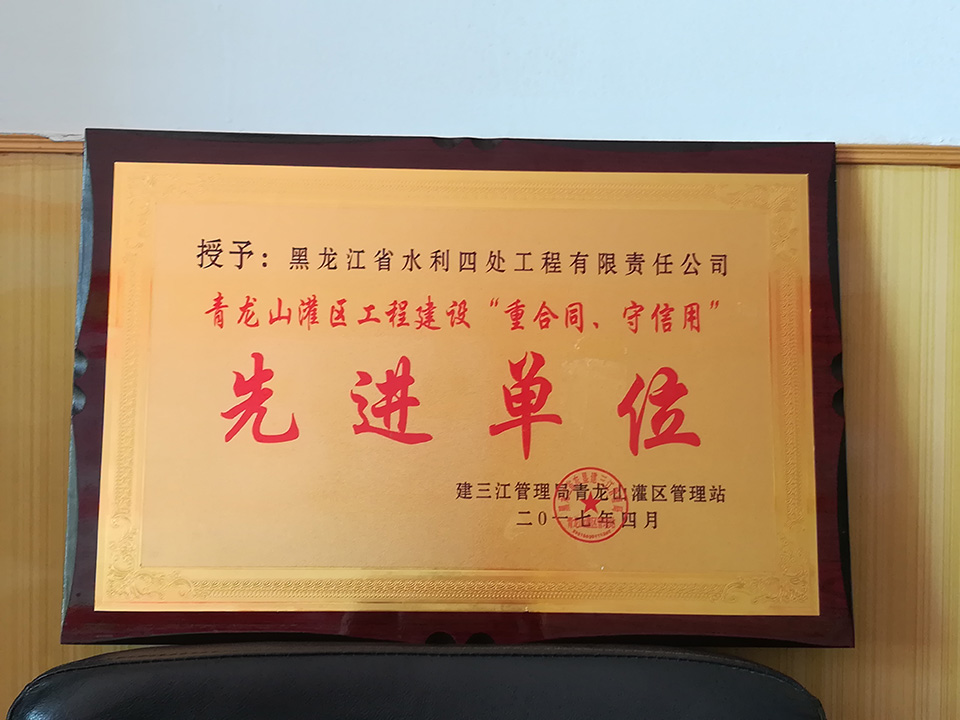 授予：黑龙江省水利四处工程有限责任公司
青龙山灌区工程建设“重合同、守信用”
先进单位
建三江管理局青龙山灌区管理站
二〇一七年四月